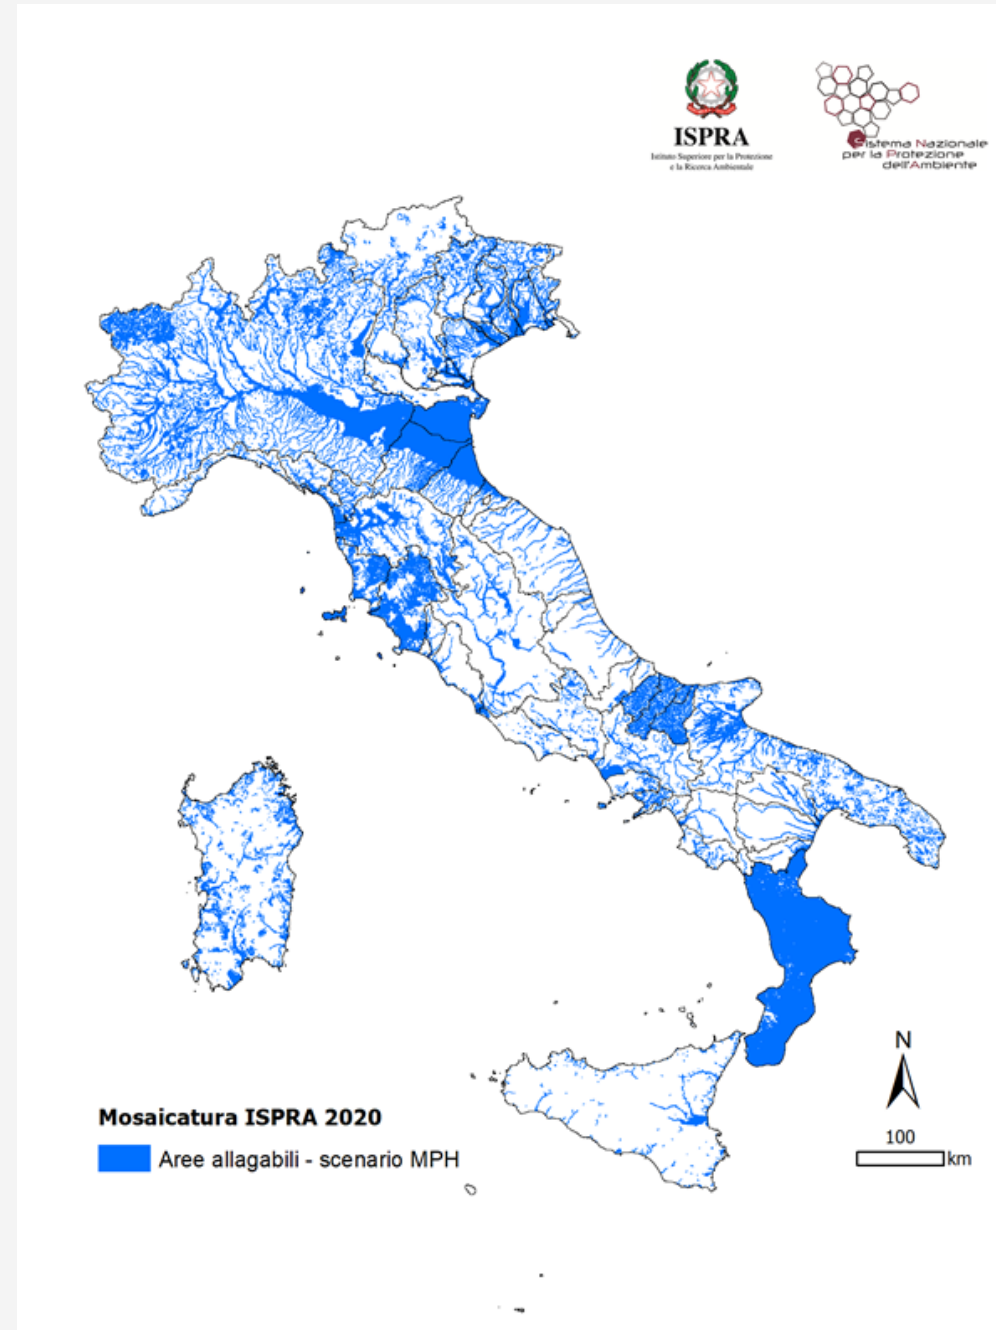 ISPRA
Istituto Superiore per la Protezione
e la Ricerca Ambientale
Sistema Nazionale
per la Protezione
dell'Ambiente
N
100
km
Mosaicatura ISPRA 2020
Aree allagabili - scenario MPH